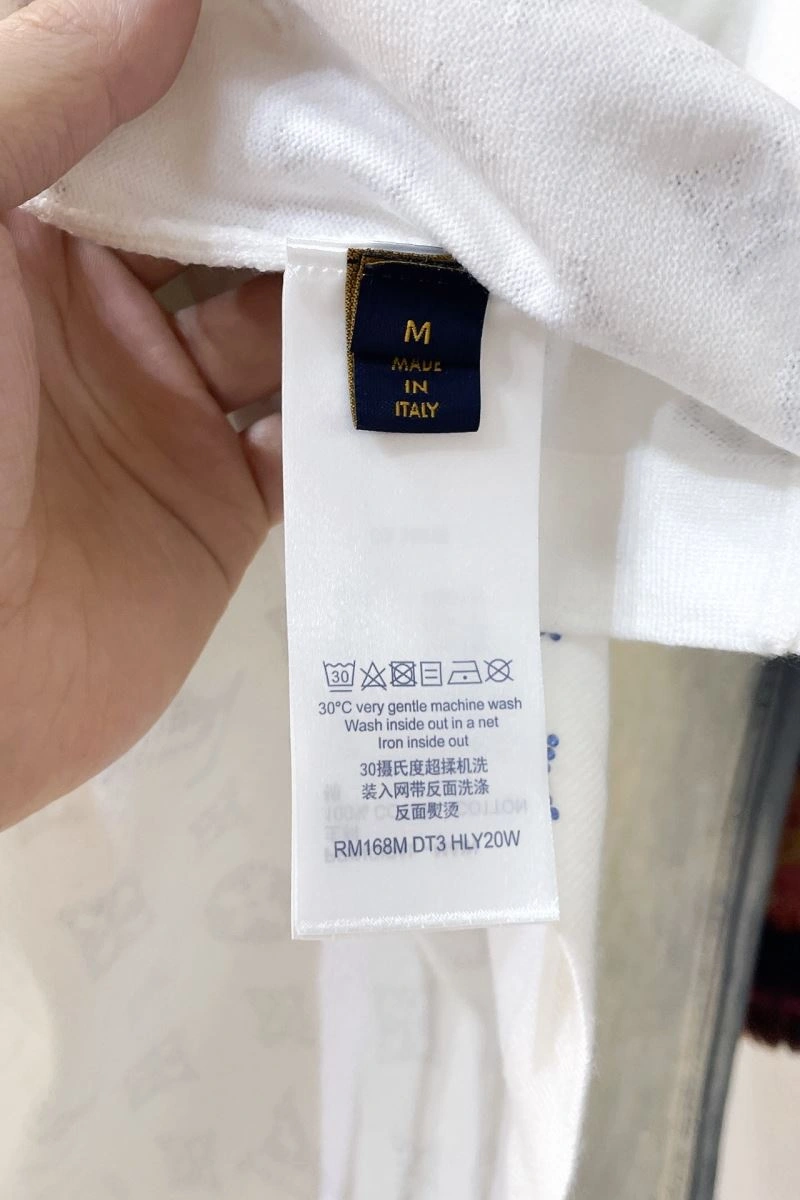 M
MADE
IN
ITALY
30
30°C very gentle machine wash
Wash inside out in a net
Iron inside out
30摄氏度超揉机洗
装入网带反面洗涤
反面熨烫
RM168M DT3 HLY20W